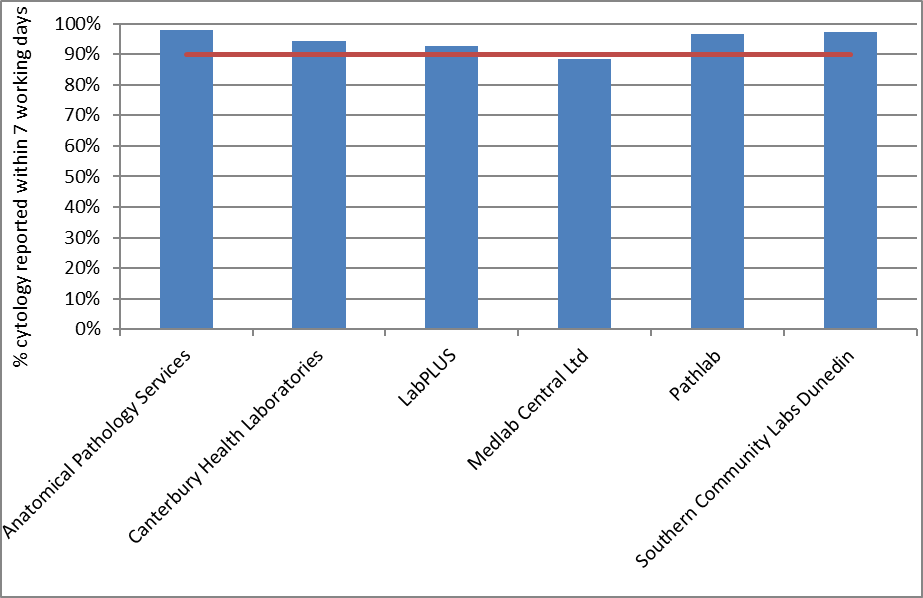 % cytology reported within 7 working days
100%
90%
80%
70%
60%
50%
40%
30%
20%
10%
0%
Anatomical Pathology Services
Canterbury Health Laboratories
LabPLUS
Medlab Central Ltd
Pathlab
Southern Community Labs Dunedin